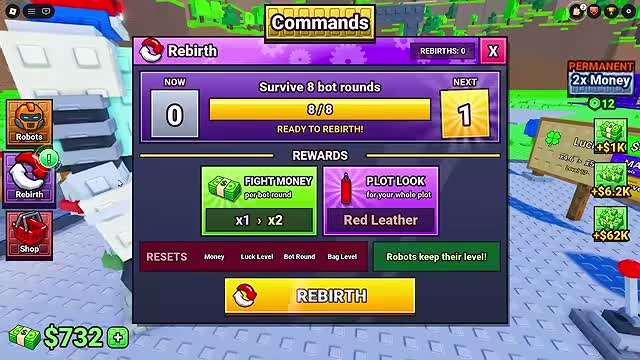 Commands
Rebirth
REBIRTHS: 0
X
NOW
0
Survive 8 bot rounds
8/8
READY TO REBIRTH!
NEXT
1
REWARDS
FIGHT MONEY
per bot round
x1 › x2
PLOT LOOK
for your whole plot
Red Leather
RESETS Money Luck Level Bot Round Bag Level
Robots keep their level!
REBIRTH
Robots
Rebirth
Shop
$732
PERMANENT
2x Money
12
+$1K
+$6.2K
+$62K